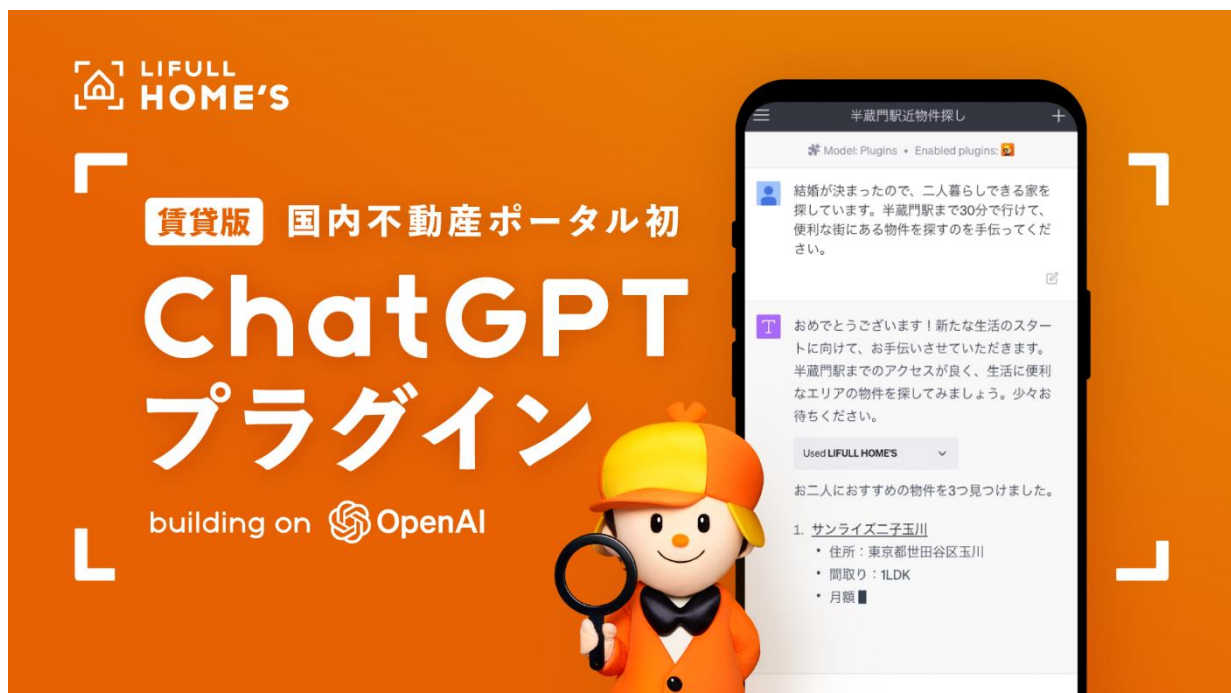 LIFULL
HOME'S
賃貸版 国内不動産ポータル初
ChatGPT
プラグイン
building on OpenAI
半蔵門駅近物件探し
Model: Plugins • Enabled plugins:
結婚が決まったので、二人暮らしできる家を
探しています。半蔵門駅まで30分で行けて、
便利な街にある物件を探すのを手伝ってくだ
さい。
T
おめでとうございます！新たな生活のスター
トに向けて、お手伝いさせていただきます。
半蔵門駅までのアクセスが良く、生活に便利
なエリアの物件を探してみましょう。少々お
待ちください。
Used LIFULL HOME'S
お二人におすすめの物件を3つ見つけました。
1. サンライズ二子玉川
• 住所：東京都世田谷区玉川
• 間取り：1LDK
• 月額